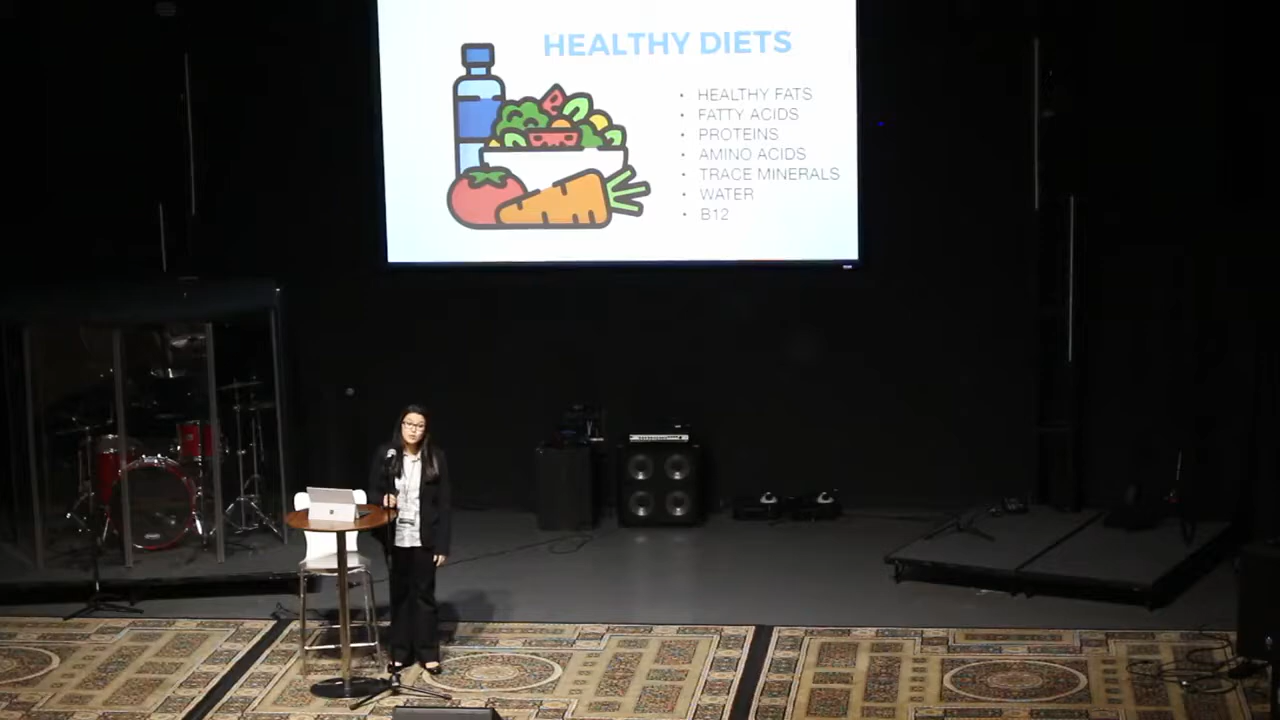 HEALTHY DIETS
• HEALTHY FATS
• FATTY ACIDS
• PROTEINS
• AMINO ACIDS
• TRACE MINERALS
• WATER
• B12